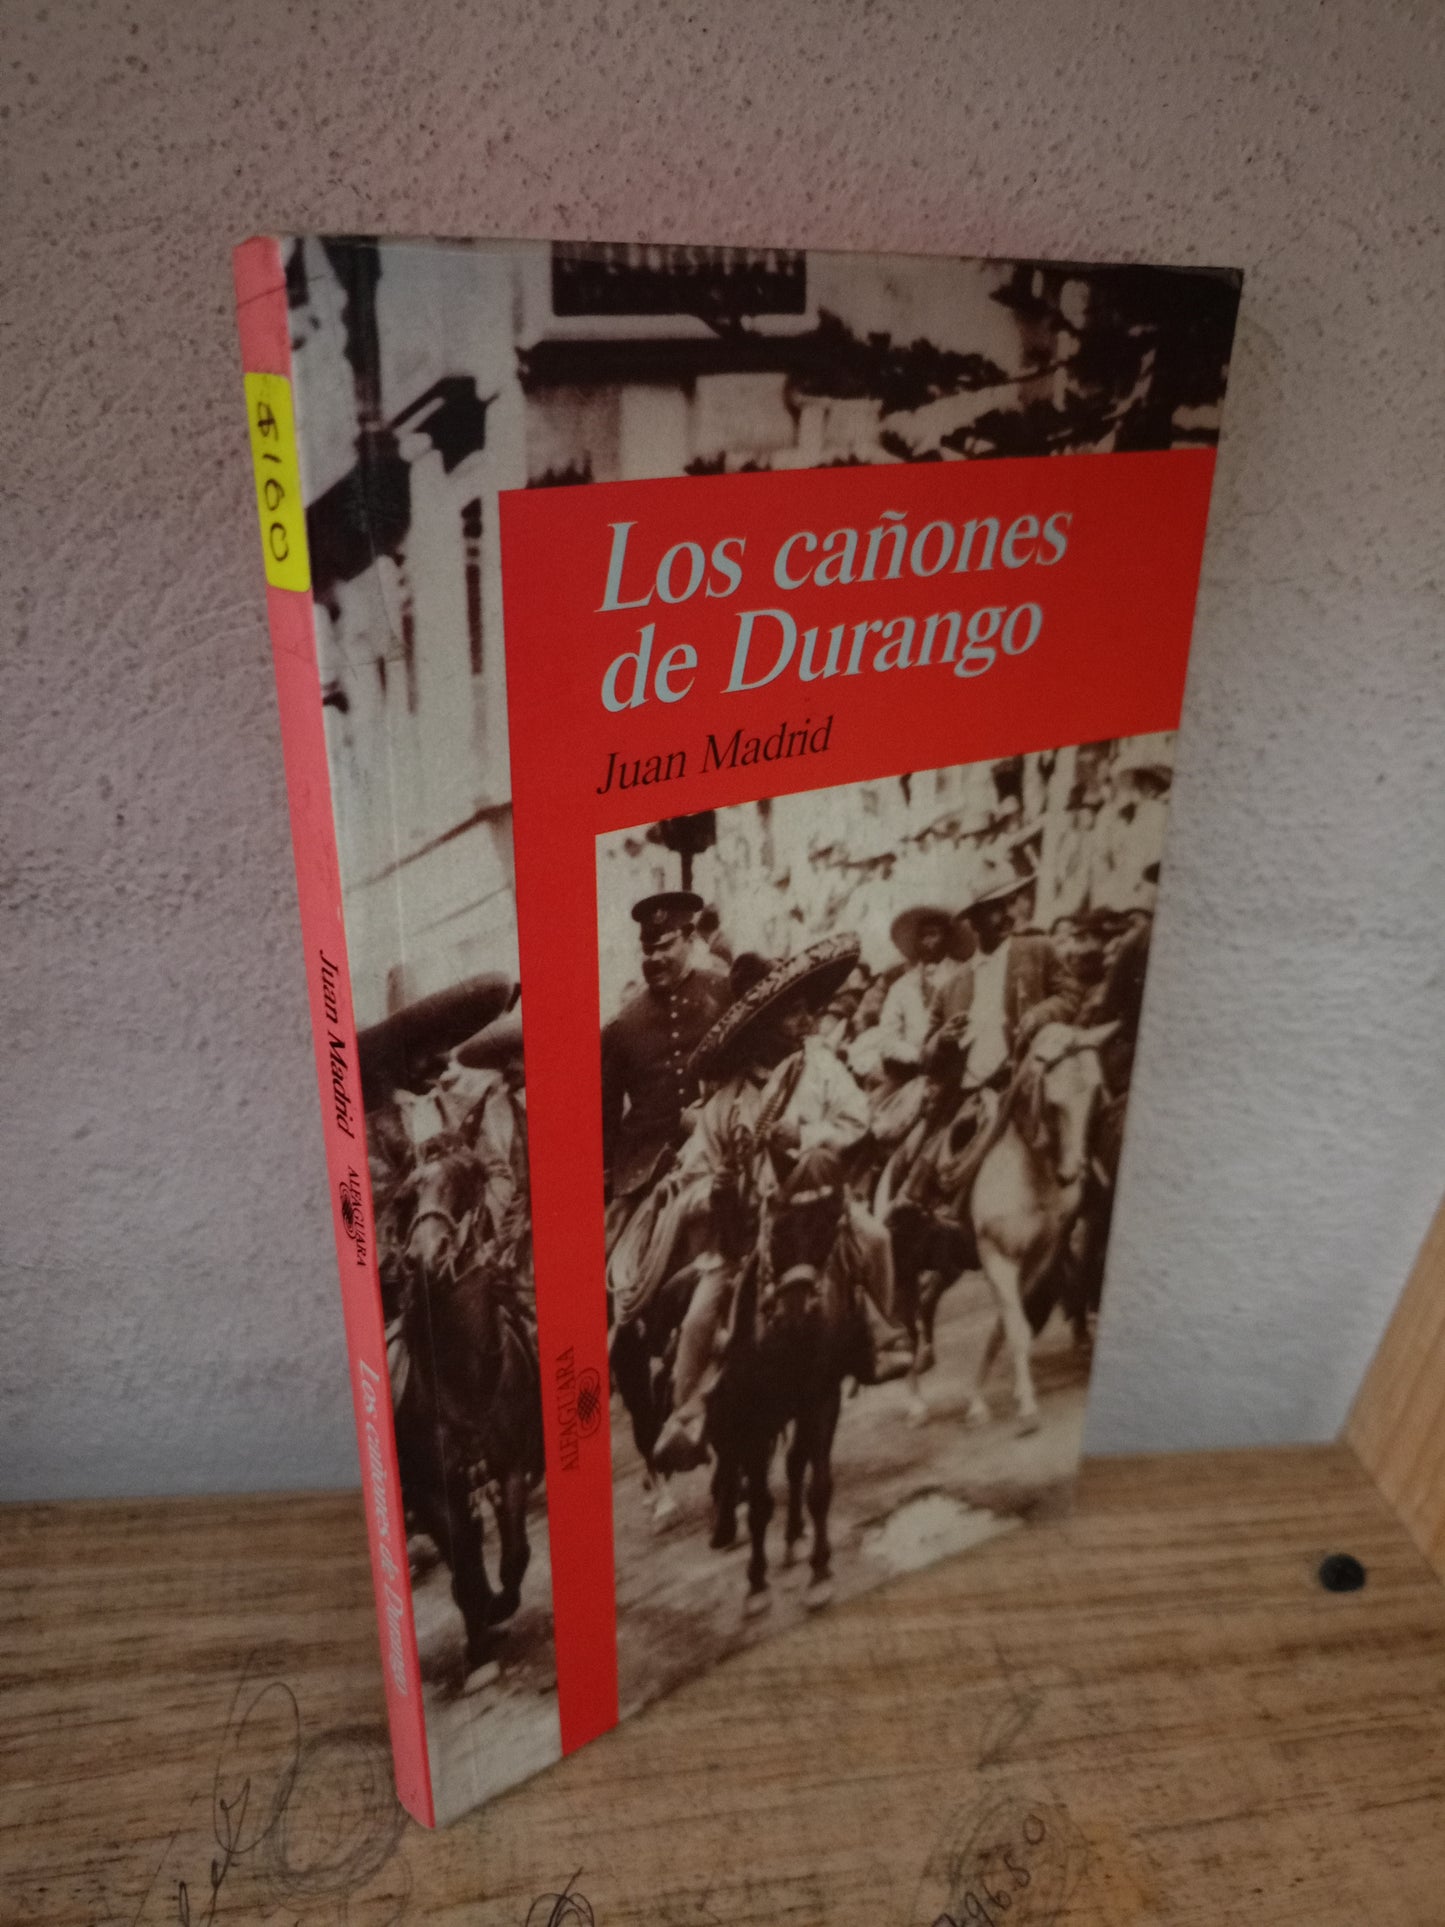 $100
Los cañones
de Durango
Juan Madrid
ALFAGUARA
Juan Madrid
ALFAGUARA
Los cañones de Durango